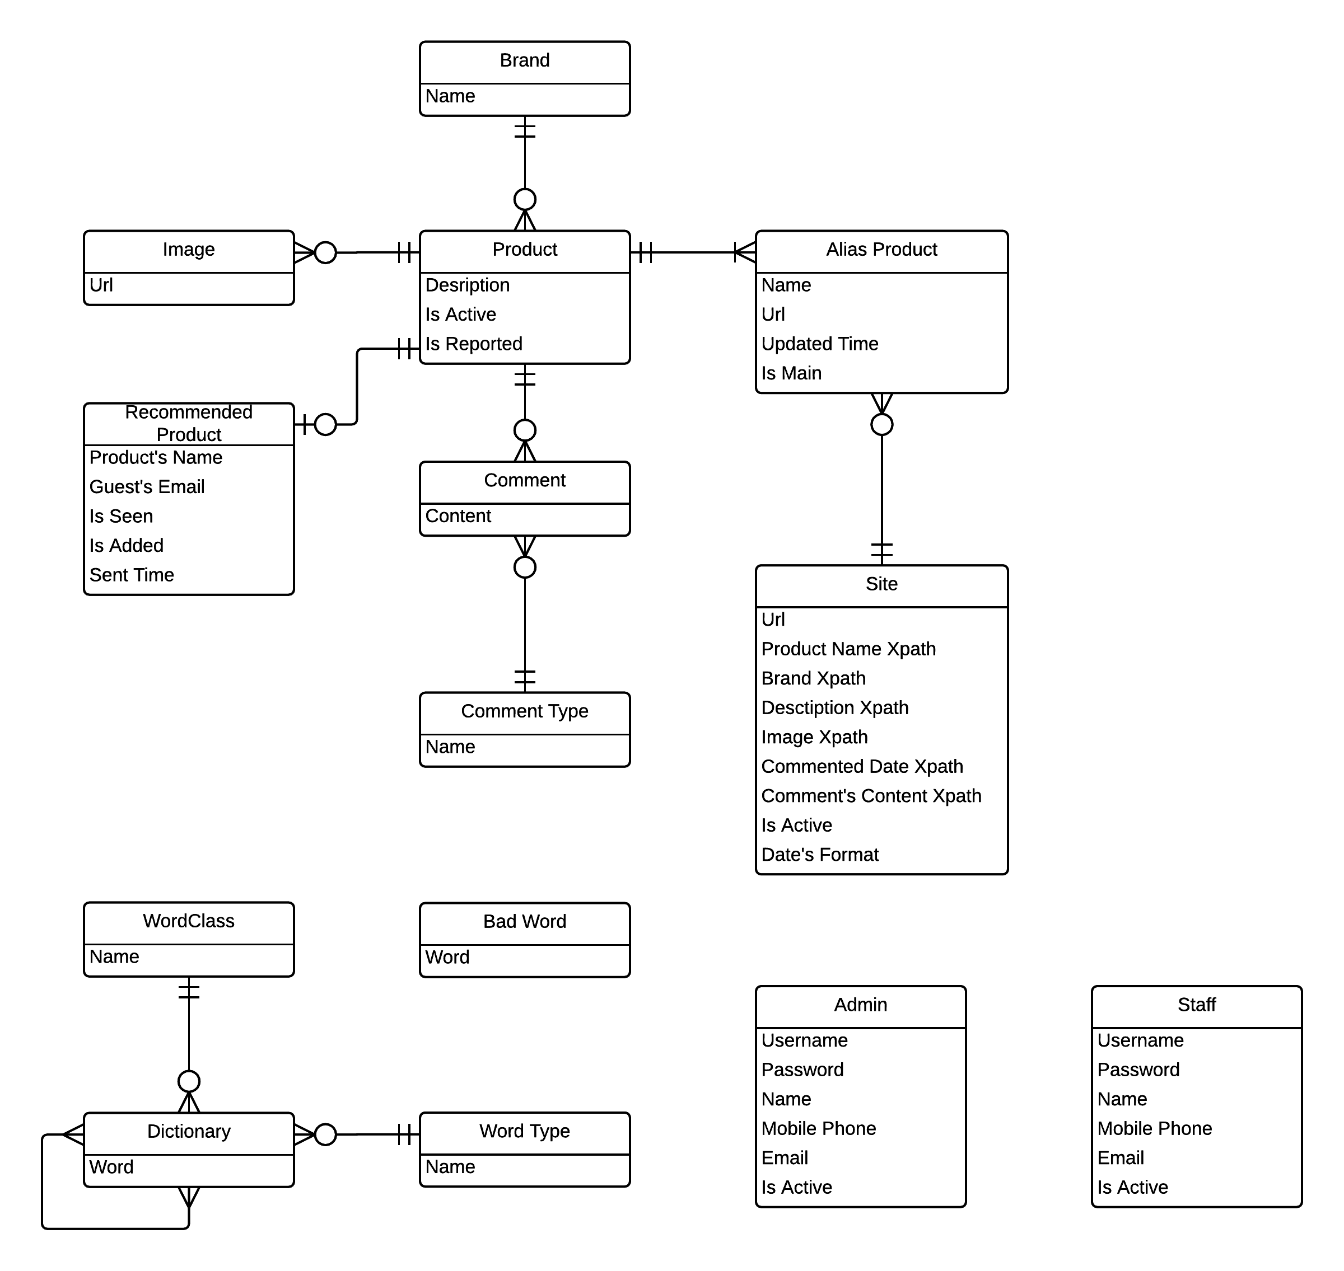 Brand
Name
Image
Url
Product
Desription
Is Active
Is Reported
Alias Product
Name
Url
Updated Time
Is Main
Recommended
Product
Product's Name
Guest's Email
Is Seen
Is Added
Sent Time
Comment
Content
Comment Type
Name
Site
Url
Product Name Xpath
Brand Xpath
Desctiption Xpath
Image Xpath
Commented Date Xpath
Comment's Content Xpath
Is Active
Date's Format
WordClass
Name
Bad Word
Word
Dictionary
Word
Word Type
Name
Admin
Username
Password
Name
Mobile Phone
Email
Is Active
Staff
Username
Password
Name
Mobile Phone
Email
Is Active